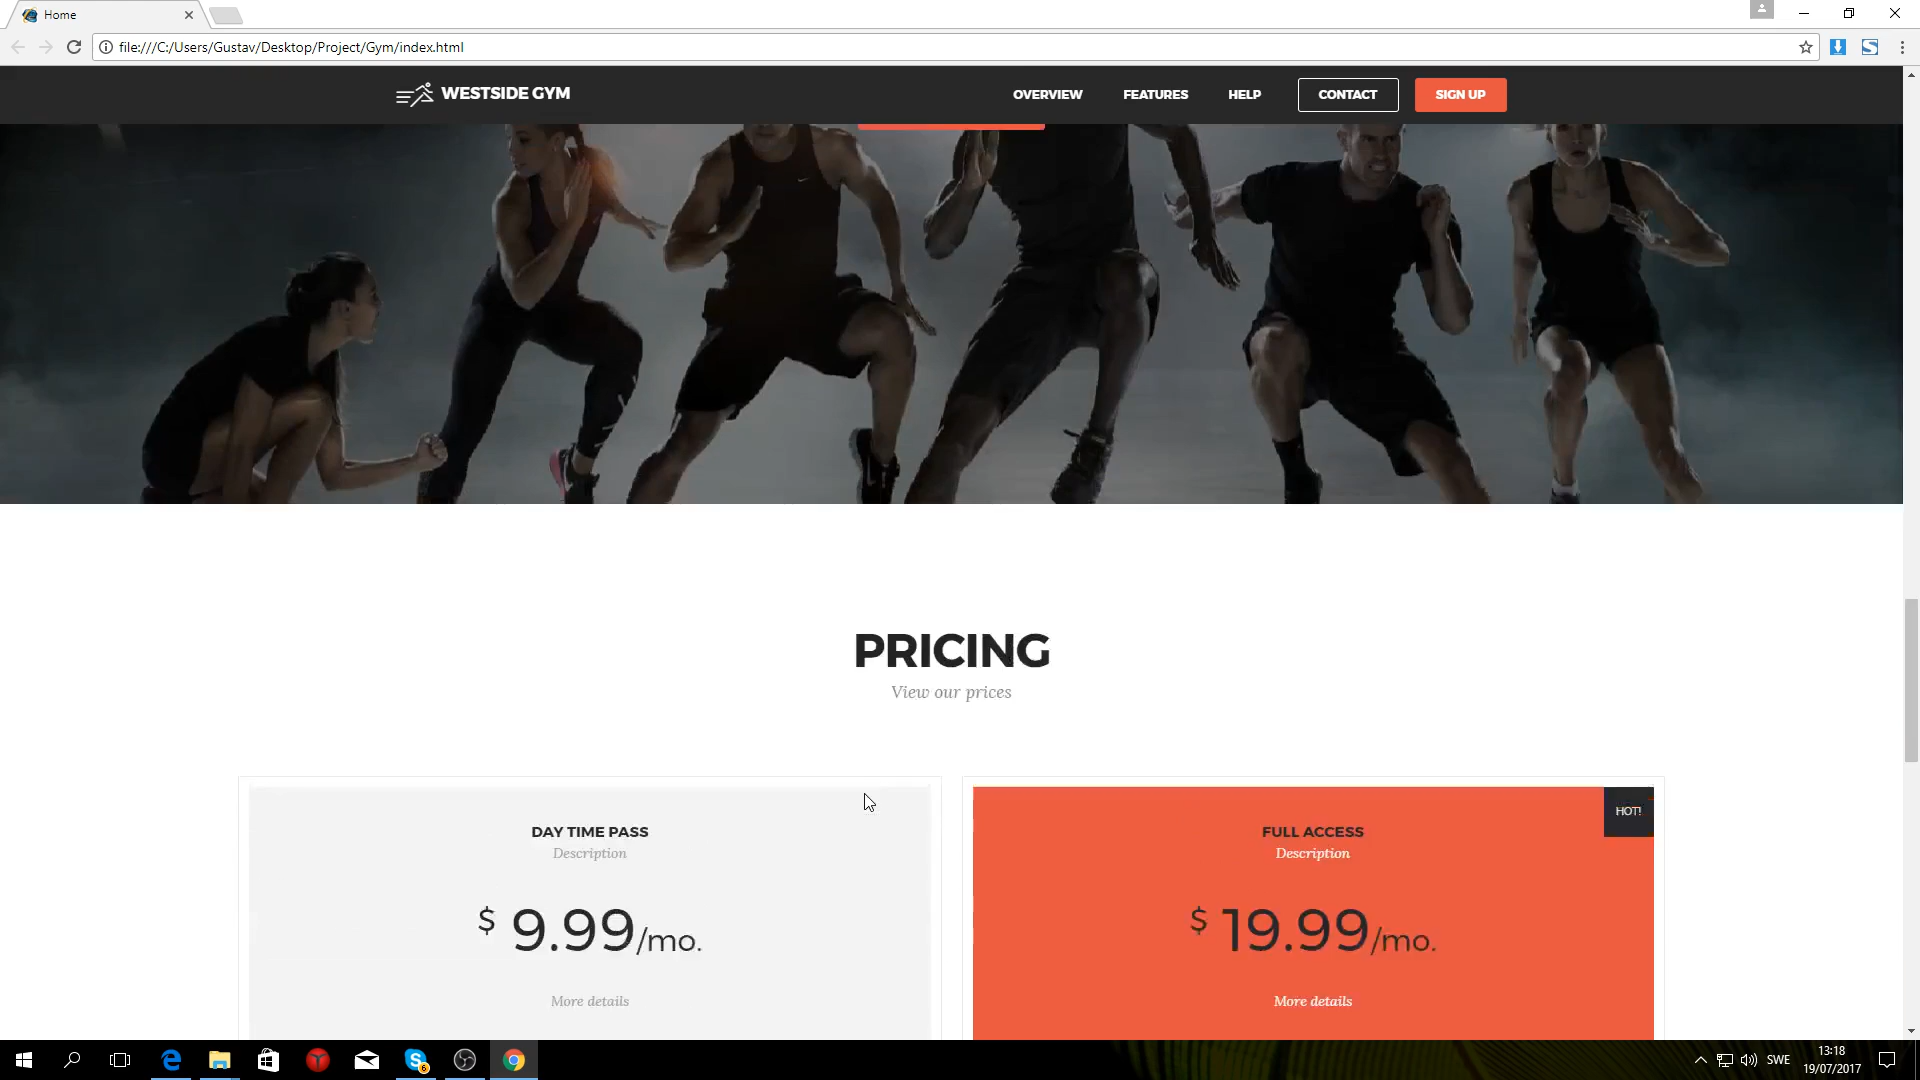 Home
file:///C:/Users/Gustav/Desktop/Project/Gym/index.html
WESTSIDE GYM
OVERVIEW
FEATURES
HELP
CONTACT
SIGN UP
PRICING
View our prices
DAY TIME PASS
Description
$ 9.99/mo.
More details
FULL ACCESS
HOT!
Description
$ 19.99/mo.
More details
6
SWE
13:18
19/07/2017